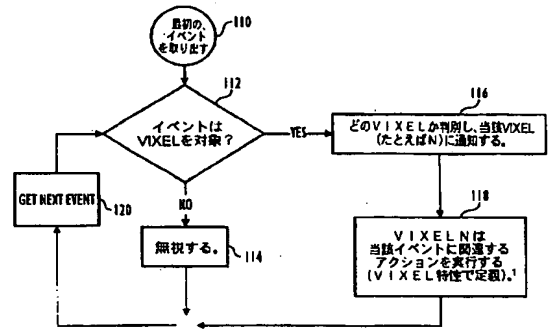 110
最初の、
イベント
を取り出す
112
イベントは
VIXELを対象？
YES
116
どのVIXELか判別し、当該VIXEL
(たとえばN)に通知する。
GET NEXT EVENT
120
NO
無視する。
114
118
VIXEL Nは
当該イベントに関連する
アクションを実行する
(VIXEL特性で定義)。1